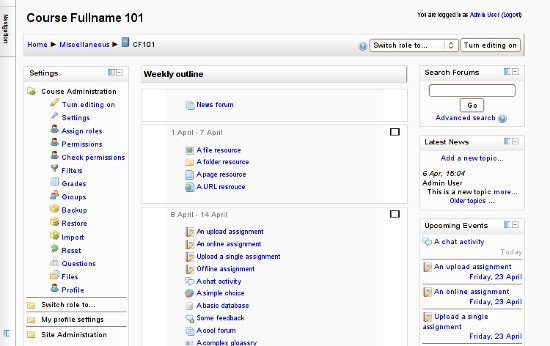 Navigation
Course Fullname 101
You are logged in as Admin User (Logout)
Home ► Miscellaneous ► CF101
Switch role to...
Turn editing on
Settings
Course Administration
Turn editing on
Settings
Assign roles
Permissions
Check permissions
Filters
Grades
Groups
Backup
Restore
Import
Reset
Questions
Files
Profile
Switch role to...
My profile settings
Site Administration
Weekly outline
News forum
1 April - 7 April
A file resource
A folder resource
A page resource
A URL resrouce
8 April - 14 April
An upload assignment
An online assignment
Upload a single assignment
Offline assignment
A chat activity
A simple choice
A basic database
Some feedback
A cool forum
A complex glossary
Search Forums
Go
Advanced search
Latest News
Add a new topic...
6 Apr, 16:04
Admin User
This is a new topic more...
Older topics ...
Upcoming Events
A chat activity
Today
An upload assignment
Friday, 23 April
An online assignment
Friday, 23 April
Upload a single
assignment
Friday, 23 April